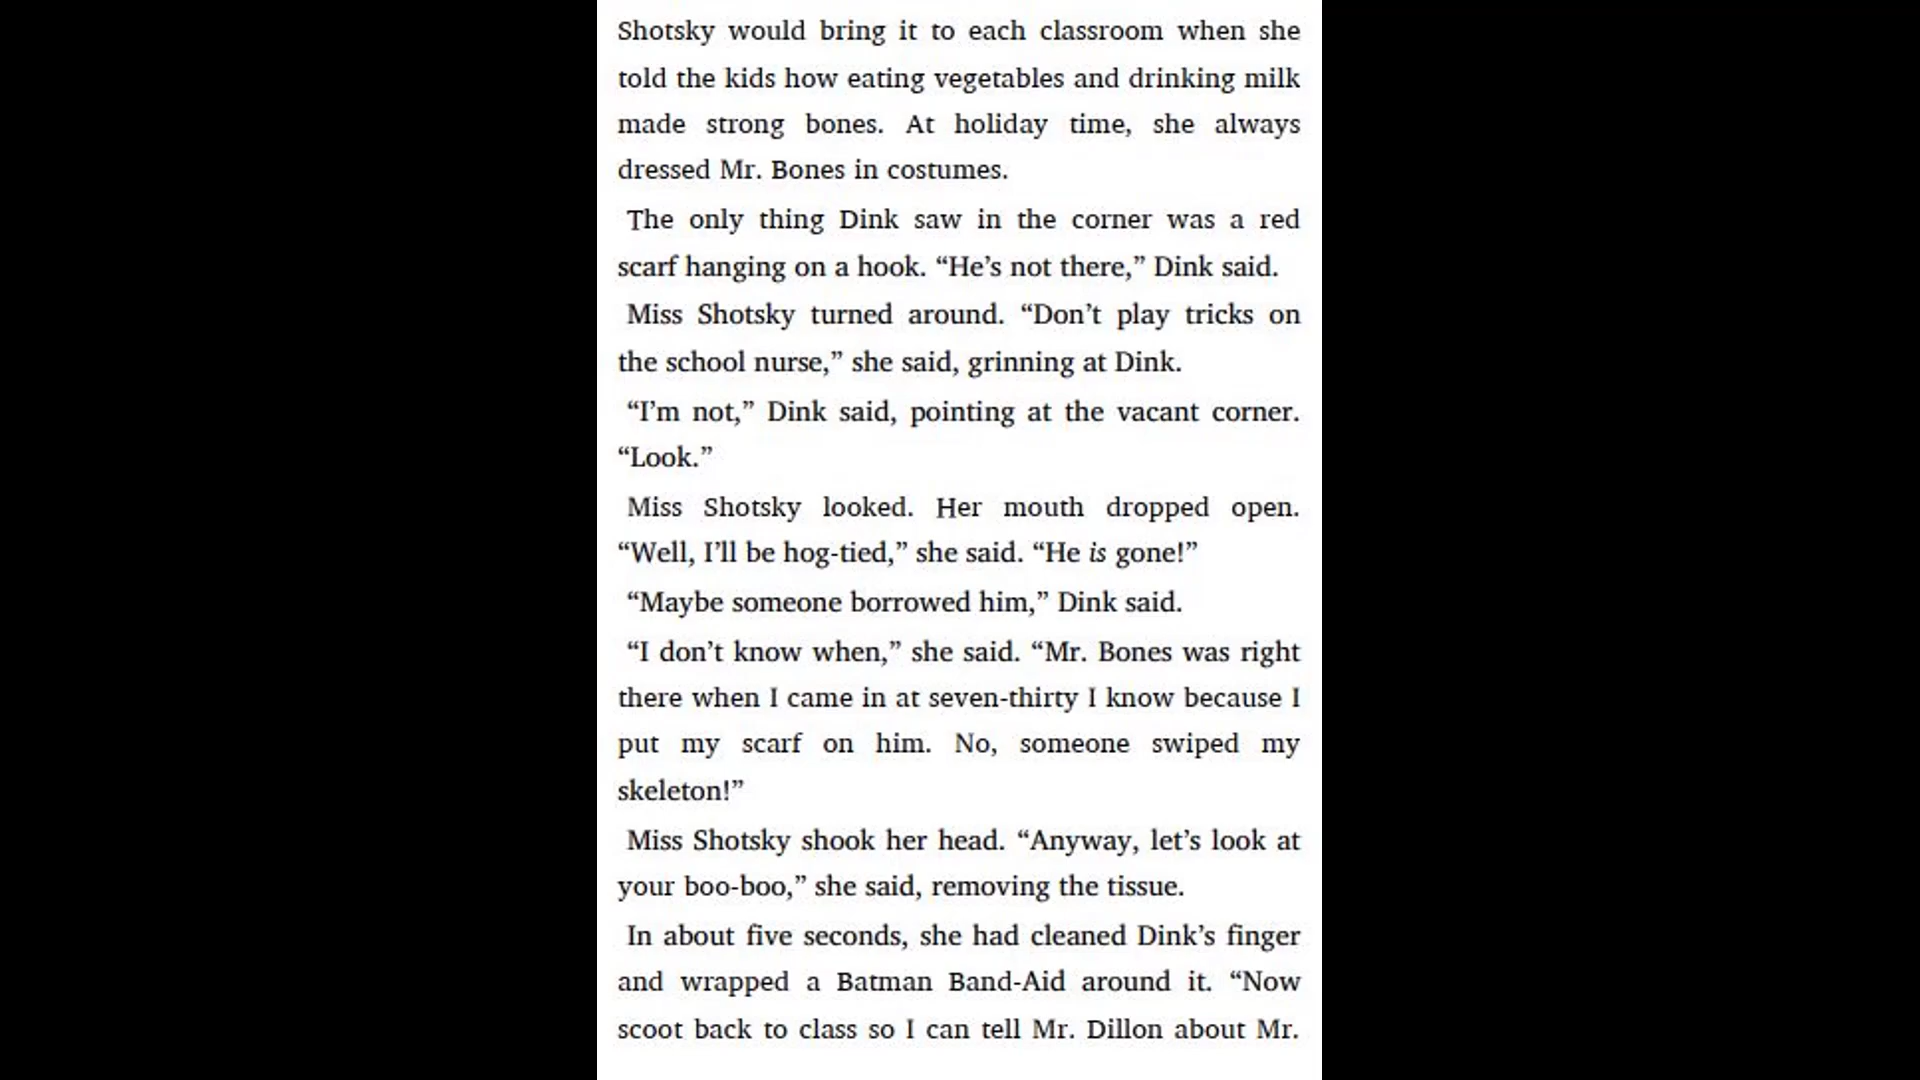 Shotsky would bring it to each classroom when she
told the kids how eating vegetables and drinking milk
made strong bones. At holiday time, she always
dressed Mr. Bones in costumes.
The only thing Dink saw in the corner was a red
scarf hanging on a hook. “He’s not there,” Dink said.
Miss Shotsky turned around. “Don’t play tricks on
the school nurse,” she said, grinning at Dink.
“I’m not,” Dink said, pointing at the vacant corner.
“Look.”
Miss Shotsky looked. Her mouth dropped open.
“Well, I’ll be hog-tied,” she said. “He is gone!”
“Maybe someone borrowed him,” Dink said.
“I don’t know when,” she said. “Mr. Bones was right
there when I came in at seven-thirty I know because I
put my scarf on him. No, someone swiped my
skeleton!”
Miss Shotsky shook her head. “Anyway, let’s look at
your boo-boo,” she said, removing the tissue.
In about five seconds, she had cleaned Dink’s finger
and wrapped a Batman Band-Aid around it. “Now
scoot back to class so I can tell Mr. Dillon about Mr.